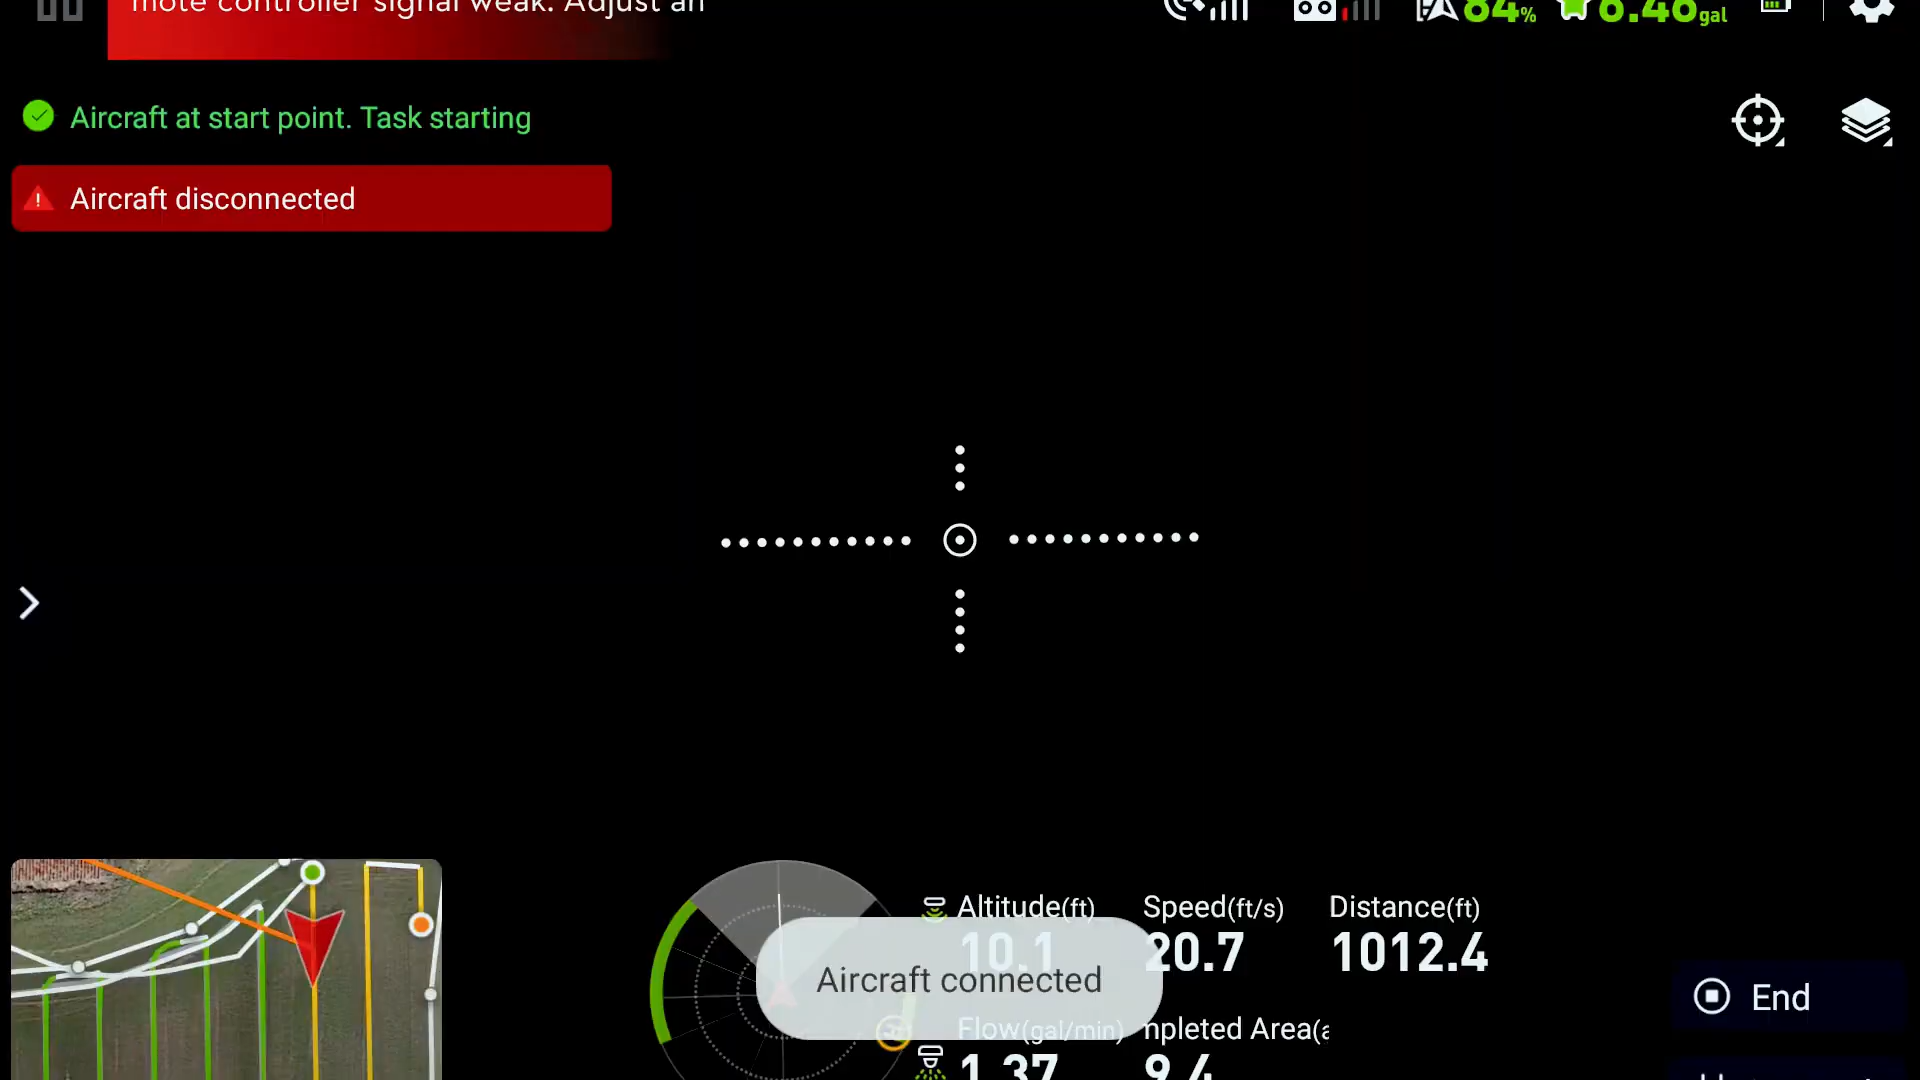 mote controller signal weak. Adjust an
84% 6.46gal
Aircraft at start point. Task starting
Aircraft disconnected
Altitude(ft) Speed(ft/s) Distance(ft)
10.1 20.7 1012.4
Aircraft connected
End
Flow(gal/min) mpleted Area(a
1.37 9.4